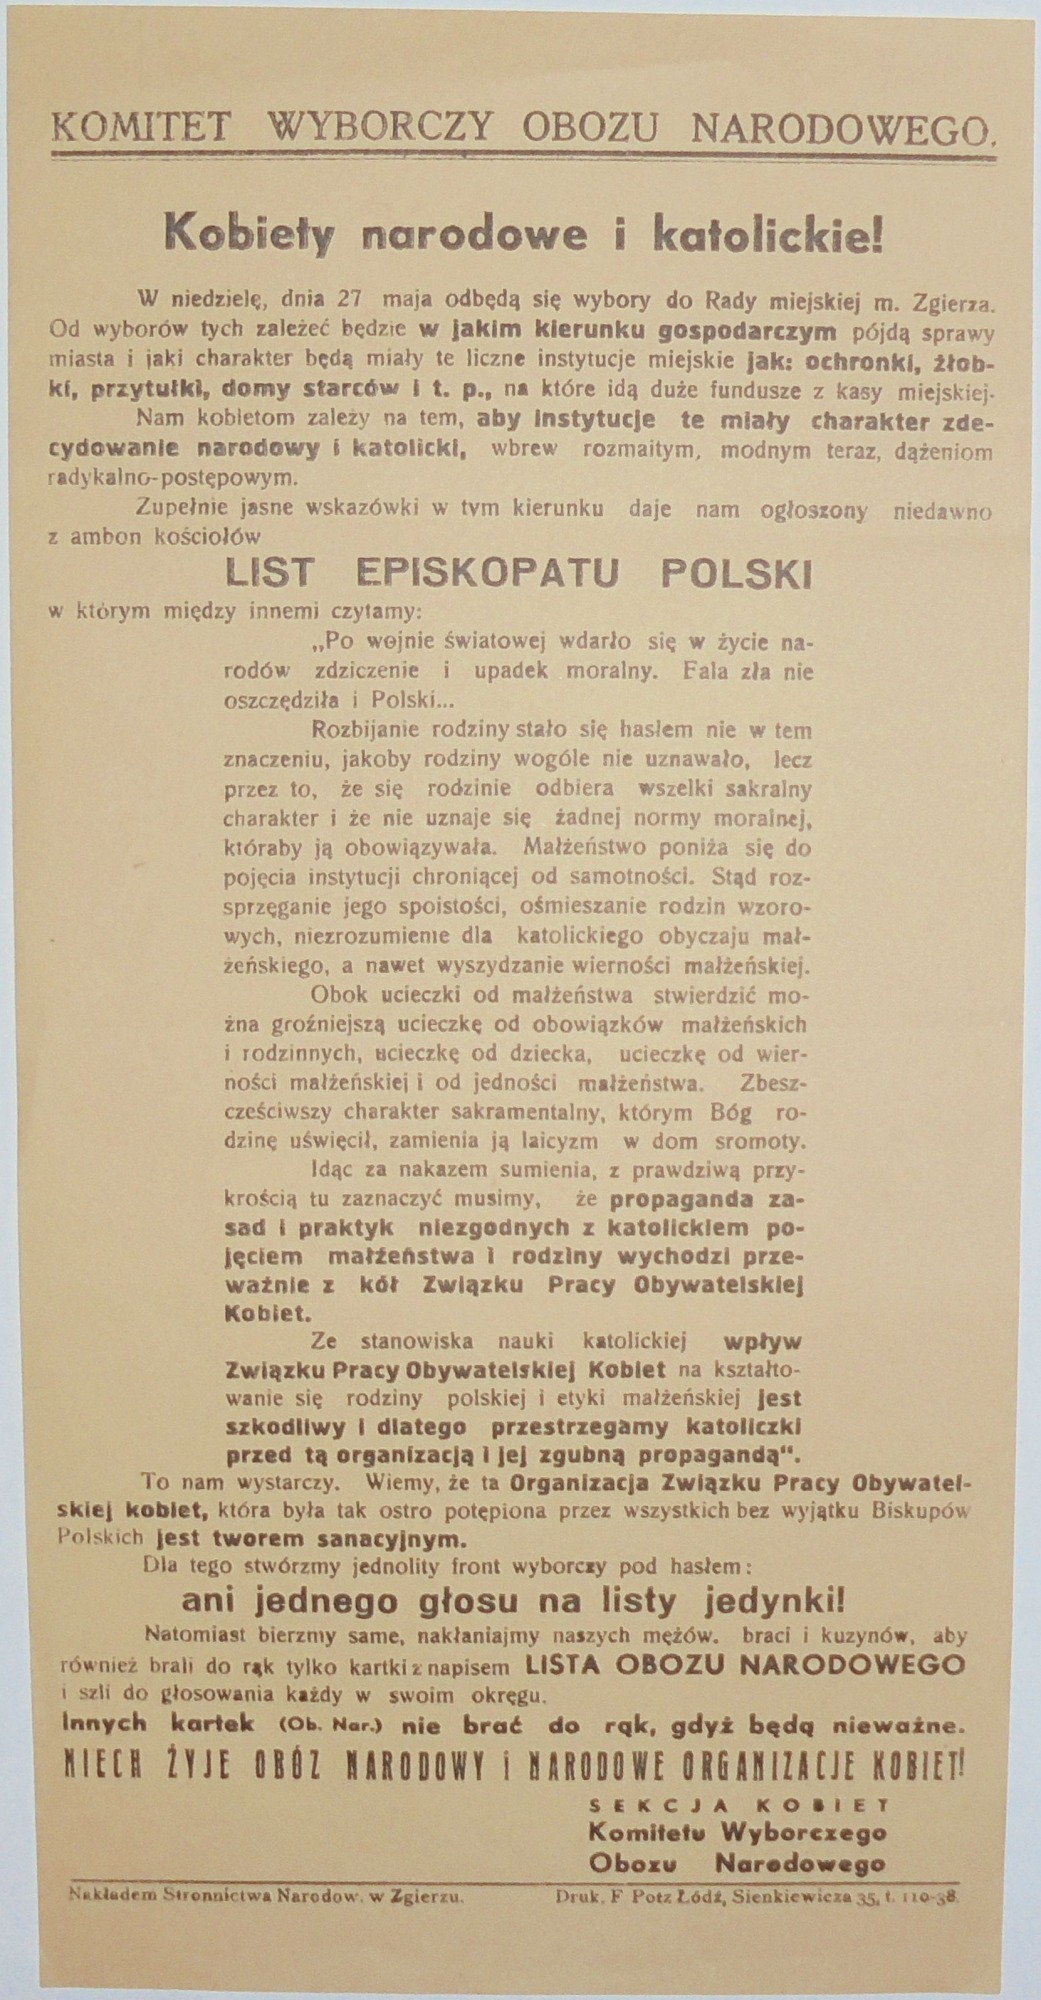 KOMITET WYBORCZY OBOZU NARODOWEGO.
Kobiety narodowe i katolickie!
W niedzielę, dnia 27 maja odbędą się wybory do Rady miejskiej m. Zgierza.
Od wyborów tych zależeć będzie w jakim kierunku gospodarczym pójdą sprawy
miasta i jaki charakter będą miały te liczne instytucje miejskie jak: ochronki, żłob-
ki, przytułki, domy starców i t. p., na które idą duże fundusze z kasy miejskiej.
Nam kobietom zależy na tem, aby instytucje te miały charakter zde-
cydowanie narodowy i katolicki, wbrew rozmaitym, modnym teraz, dążeniom
radykalno-postępowym.
Zupełnie jasne wskazówki w tym kierunku daje nam ogłoszony niedawno
z ambon kościołów
LIST EPISKOPATU POLSKI
w którym między innemi czytamy:
„Po wojnie światowej wdarło się w życie na-
rodów zdziczenie i upadek moralny. Fala zła nie
oszczędziła i Polski...
Rozbijanie rodziny stało się hasłem nie w tem
znaczeniu, jakoby rodziny wogóle nie uznawało, lecz
przez to, że się rodzinie odbiera wszelki sakralny
charakter i że nie uznaje się żadnej normy moralnej,
któraby ją obowiązywała. Małżeństwo poniża się do
pojęcia instytucji chroniącej od samotności. Stąd roz-
sprzęganie jego spoistości, ośmieszanie rodzin wzoro-
wych, niezrozumienie dla katolickiego obyczaju mał-
żeńskiego, a nawet wyszydzanie wierności małżeńskiej.
Obok ucieczki od małżeństwa stwierdzić mo-
żna groźniejszą ucieczkę od obowiązków małżeńskich
i rodzinnych, ucieczkę od dziecka, ucieczkę od wier-
ności małżeńskiej i od jedności małżeństwa. Zbesz-
cześciwszy charakter sakramentalny, którym Bóg ro-
dzinę uświęcił, zamienia ją laicyzm w dom sromoty.
Idąc za nakazem sumienia, z prawdziwą przy-
krością tu zaznaczyć musimy, że propaganda za-
sad i praktyk niezgodnych z katolickiem po-
jęciem małżeństwa i rodziny wychodzi prze-
ważnie z kół Związku Pracy Obywatelskiej
Kobiet.
Ze stanowiska nauki katolickiej wpływ
Związku Pracy Obywatelskiej Kobiet na kształto-
wanie się rodziny polskiej i etyki małżeńskiej jest
szkodliwy i dlatego przestrzegamy katoliczki
przed tą organizacją i jej zgubną propagandą“.
To nam wystarczy. Wiemy, że ta Organizacja Związku Pracy Obywatel-
skiej kobiet, która była tak ostro potępiona przez wszystkich bez wyjątku Biskupów
Polskich jest tworem sanacyjnym.
Dla tego stwórzmy jednolity front wyborczy pod hasłem:
ani jednego głosu na listy jedynki!
Natomiast bierzmy same, nakłaniajmy naszych mężów. braci i kuzynów, aby
również brali do rąk tylko kartki z napisem LISTA OBOZU NARODOWEGO
i szli do głosowania każdy w swoim okręgu.
Innych kartek (Ob. Nar.) nie brać do rąk, gdyż będą nieważne.
NIECH ŻYJE OBÓZ NARODOWY i NARODOWE ORGANIZACJE KOBIET!
SEKCJA KOBIET
Komitetu Wyborczego
Obozu Narodowego
Nakładem Stronnictwa Narodow. w Zgierzu. Druk. F Potz Łódź, Sienkiewicza 35, t. 110-38.